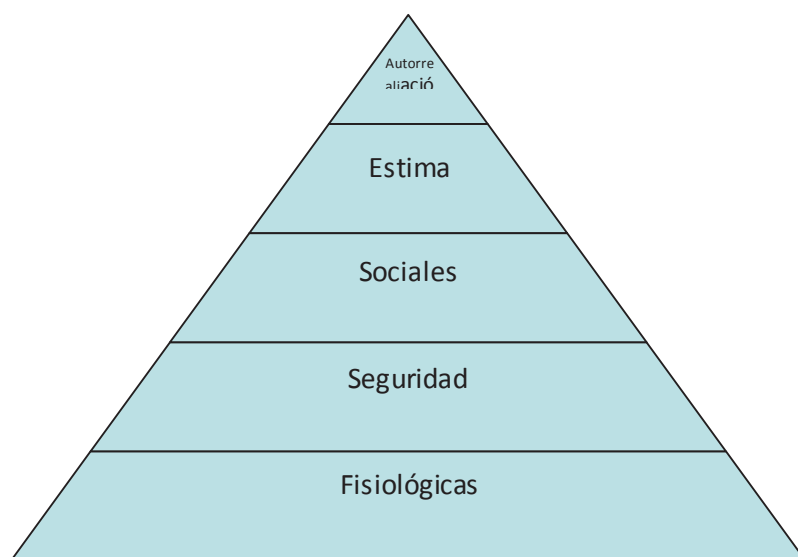 Autorre
aliació
Estima
Sociales
Seguridad
Fisiológicas